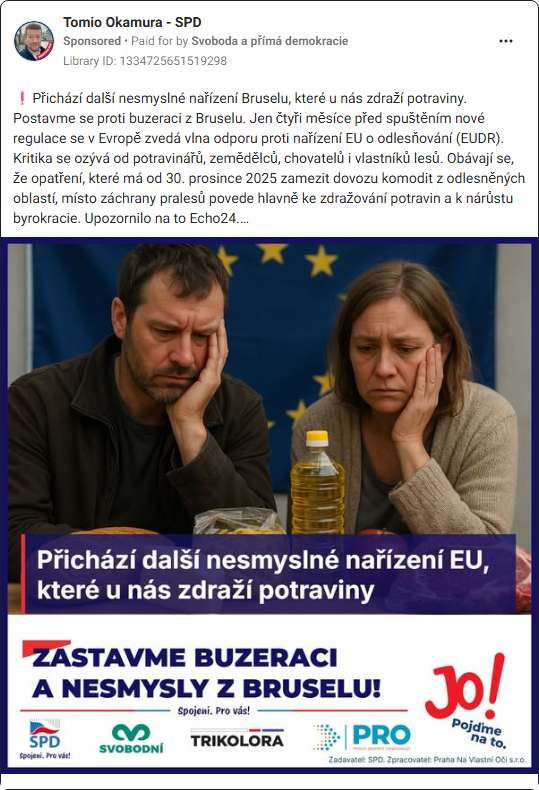 Tomio Okamura - SPD
Sponsored • Paid for by Svoboda a přímá demokracie
Library ID: 1334725651519298
❗ Přichází další nesmyslné nařízení Bruselu, které u nás zdraží potraviny.
Postavme se proti buzeraci z Bruselu. Jen čtyři měsíce před spuštěním nové
regulace se v Evropě zvedá vlna odporu proti nařízení EU o odlesňování (EUDR).
Kritika se ozývá od potravinářů, zemědělců, chovatelů i vlastníků lesů. Obávají se,
že opatření, které má od 30. prosince 2025 zamezit dovozu komodit z odlesněných
oblastí, místo záchrany pralesů povede hlavně ke zdražování potravin a k nárůstu
byrokracie. Upozornilo na to Echo24....
Přichází další nesmyslné nařízení EU,
které u nás zdraží potraviny
ZASTAVME BUZERACI
A NESMYSLY Z BRUSELU!
Spojeni. Pro vás!
SPD
Spojeni. Pro vás!
SVOBODNÍ
TRIKOLORA
PRO
Jo!
Pojďme
na to.
Zadavatel: SPD. Zpracovatel: Praha Na Vlastní Oči s.r.o.